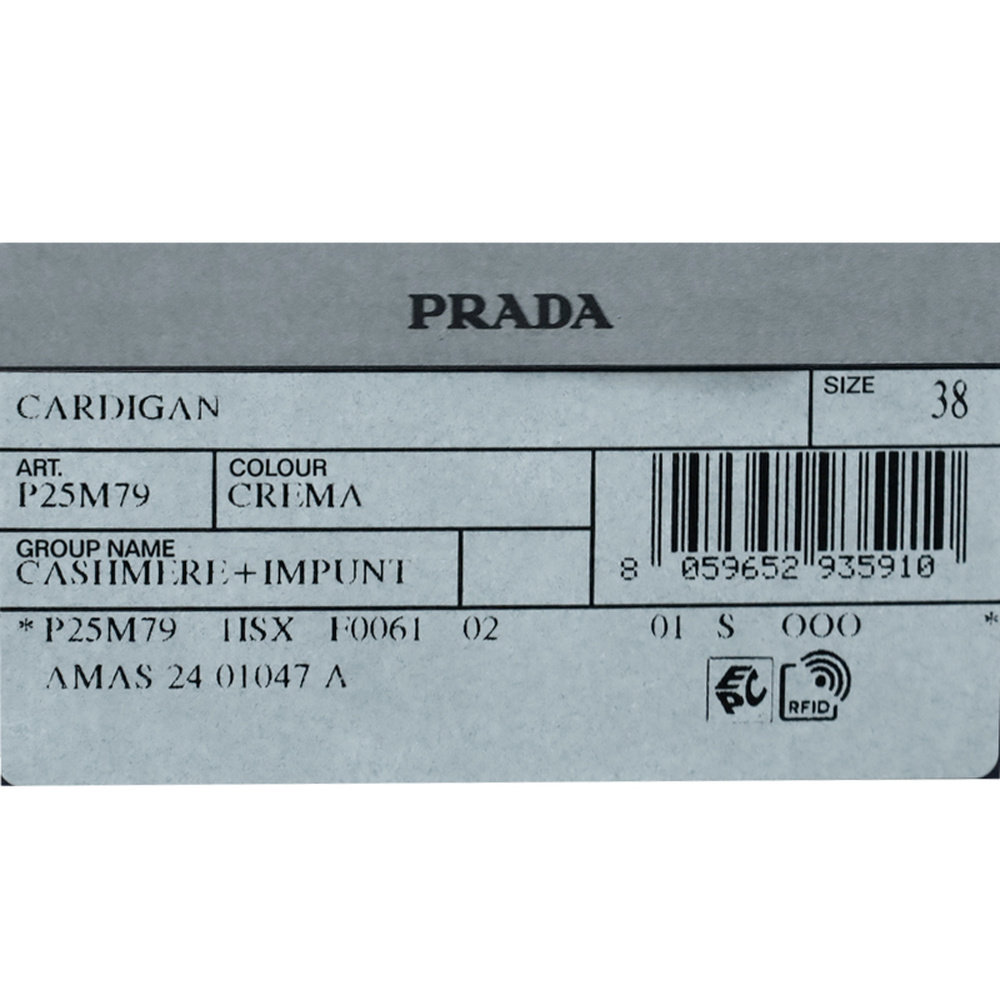 PRADA
CARDIGAN
SIZE 38
ART.
P25M79
COLOUR
CREMA
GROUP NAME
CASHMERE+IMPUNT
8 059652 935910
*P25M79 1ISX F0061 02 01 S OOO *
AMAS 24 01047 A
EPC
RFID